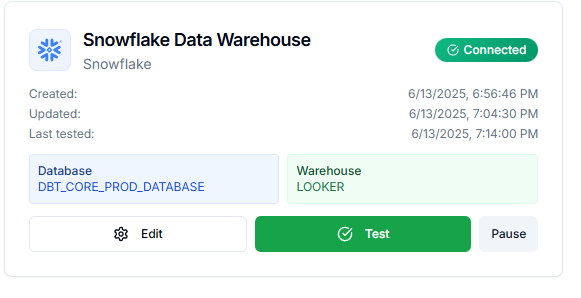 Snowflake Data Warehouse
Connected
Snowflake
Created: 6/13/2025, 6:56:46 PM
Updated: 6/13/2025, 7:04:30 PM
Last tested: 6/13/2025, 7:14:00 PM
Database
DBT_CORE_PROD_DATABASE
Warehouse
LOOKER
Edit
Test
Pause